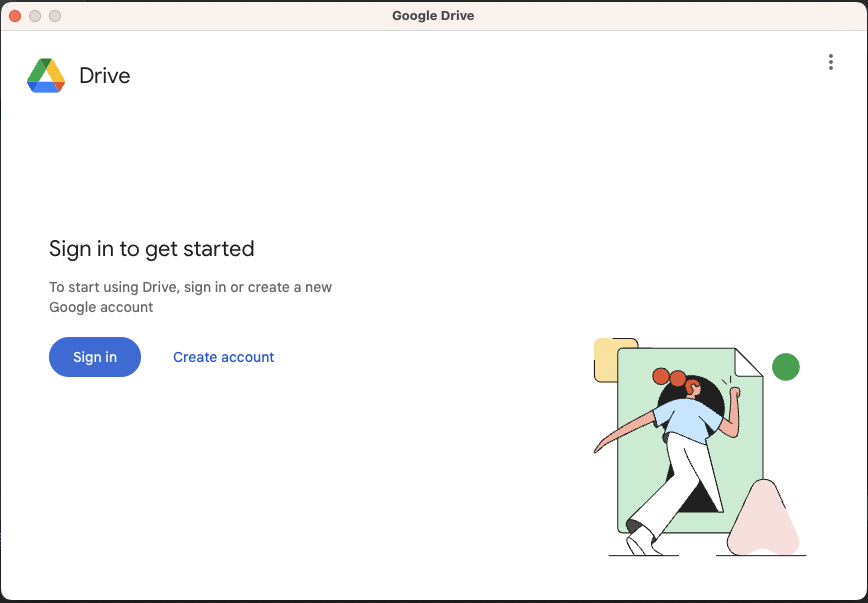 Google Drive
Drive
Sign in to get started
To start using Drive, sign in or create a new
Google account
Sign in
Create account